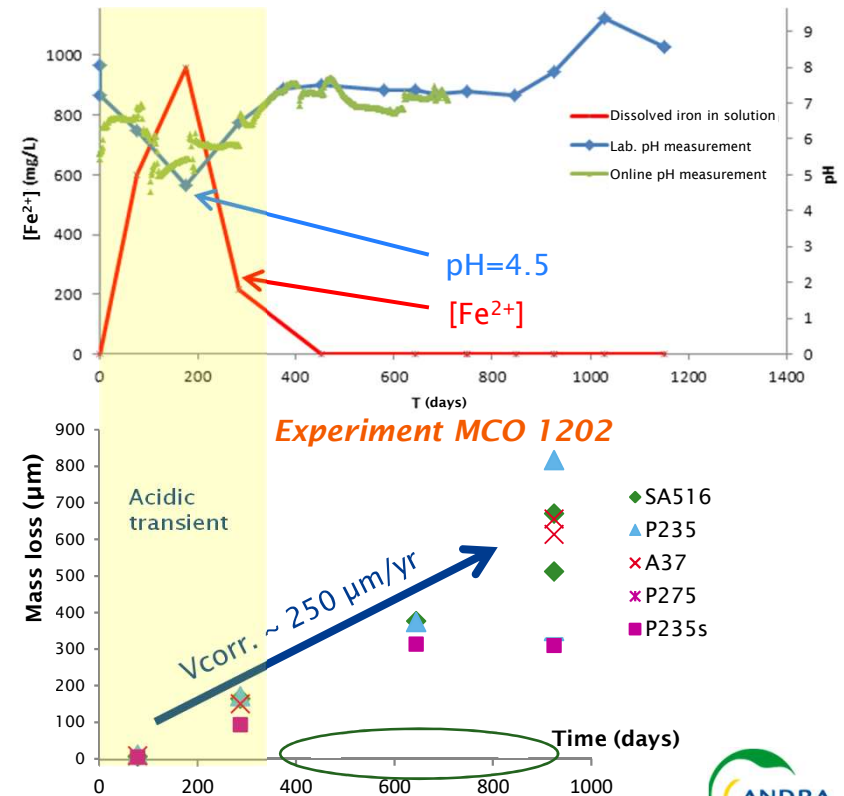 1000
800
600
400
200
0
[Fe²⁺] (mg/L)
9
8
7
6
5
4
3
2
1
0
pH
Dissolved iron in solution
Lab. pH measurement
Online pH measurement
pH=4.5
[Fe²⁺]
0 200 400 600 800 1000 1200 1400
T (days)
Experiment MCO 1202
900
800
700
600
500
400
300
200
100
0
Mass loss (µm)
Acidic
transient
Vcorr. ~ 250 µm/yr
SA516
P235
A37
P275
P235s
Time (days)
0 200 400 600 800 1000
ANDRA